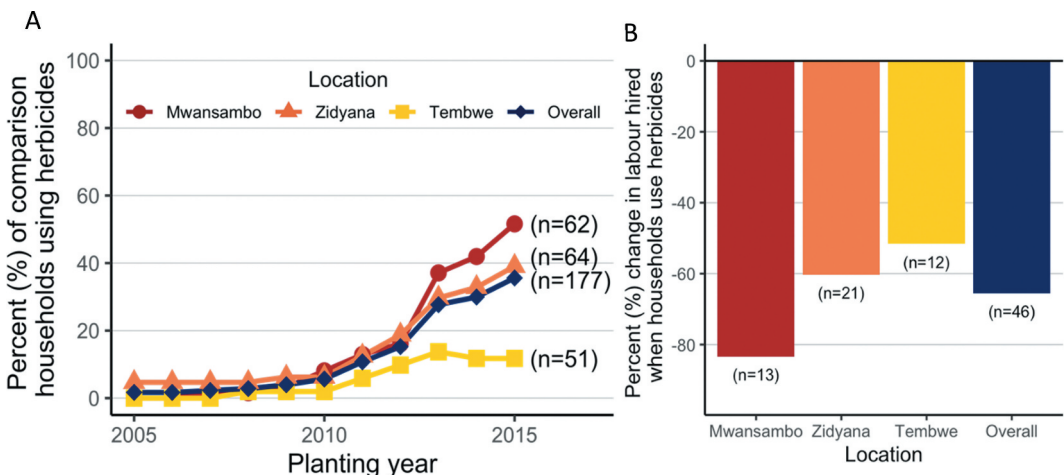 A
Percent (%) of comparison
households using herbicides
100
80
60
40
20
0
Location
Mwansambo
Zidyana
Tembwe
Overall
(n=62)
(n=64)
(n=177)
(n=51)
2005
2010
2015
Planting year
B
Percent (%) change in labour hired
when households use herbicides
0
-20
-40
-60
-80
(n=13)
(n=21)
(n=12)
(n=46)
Mwansambo
Zidyana
Tembwe
Overall
Location